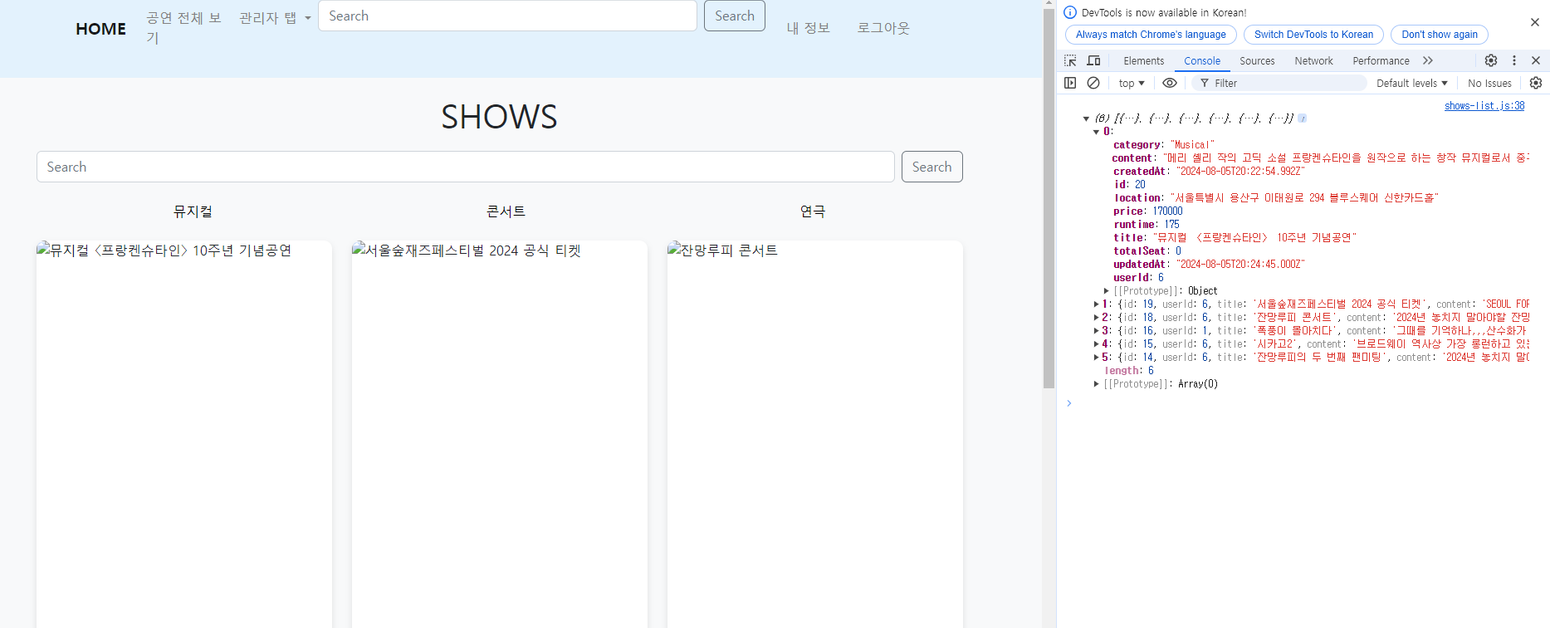 HOME 공연 전체 보기 관리자 탭 Search Search 내 정보 로그아웃
SHOWS
Search Search
뮤지컬 콘서트 연극
뮤지컬 〈프랑켄슈타인〉 10주년 기념공연 서울숲재즈페스티벌 2024 공식 티켓 잔망루피 콘서트
DevTools is now available in Korean!
Always match Chrome's language Switch DevTools to Korean Don't show again
Elements Console Sources Network Performance
top Filter Default levels No Issues
shows-list.js:38
(6) [{…}, {…}, {…}, {…}, {…}, {…}]
0:
category: "Musical"
content: "메리 셸리 작의 고딕 소설 프랑켄슈타인을 원작으로 하는 창작 뮤지컬로서
createdAt: "2024-08-05T20:22:54.992Z"
id: 20
location: "서울특별시 용산구 이태원로 294 블루스퀘어 신한카드홀"
price: 170000
runtime: 175
title: "뮤지컬 〈프랑켄슈타인〉 10주년 기념공연"
totalSeat: 0
updatedAt: "2024-08-05T20:24:45.000Z"
userId: 6
[[Prototype]]: Object
1: {id: 19, userId: 6, title: '서울숲재즈페스티벌 2024 공식 티켓', content: 'SEOUL FOR
2: {id: 18, userId: 6, title: '잔망루피 콘서트', content: '2024년 놓치지 말아야할 잔망
3: {id: 16, userId: 1, title: '폭풍이 몰아치다', content: '그때를 기억하나,,,산수화가
4: {id: 15, userId: 6, title: '시카고2', content: '브로드웨이 역사상 가장 롱런하고 있는
5: {id: 14, userId: 6, title: '잔망루피의 두 번째 팬미팅', content: '2024년 놓치지
length: 6
[[Prototype]]: Array(0)